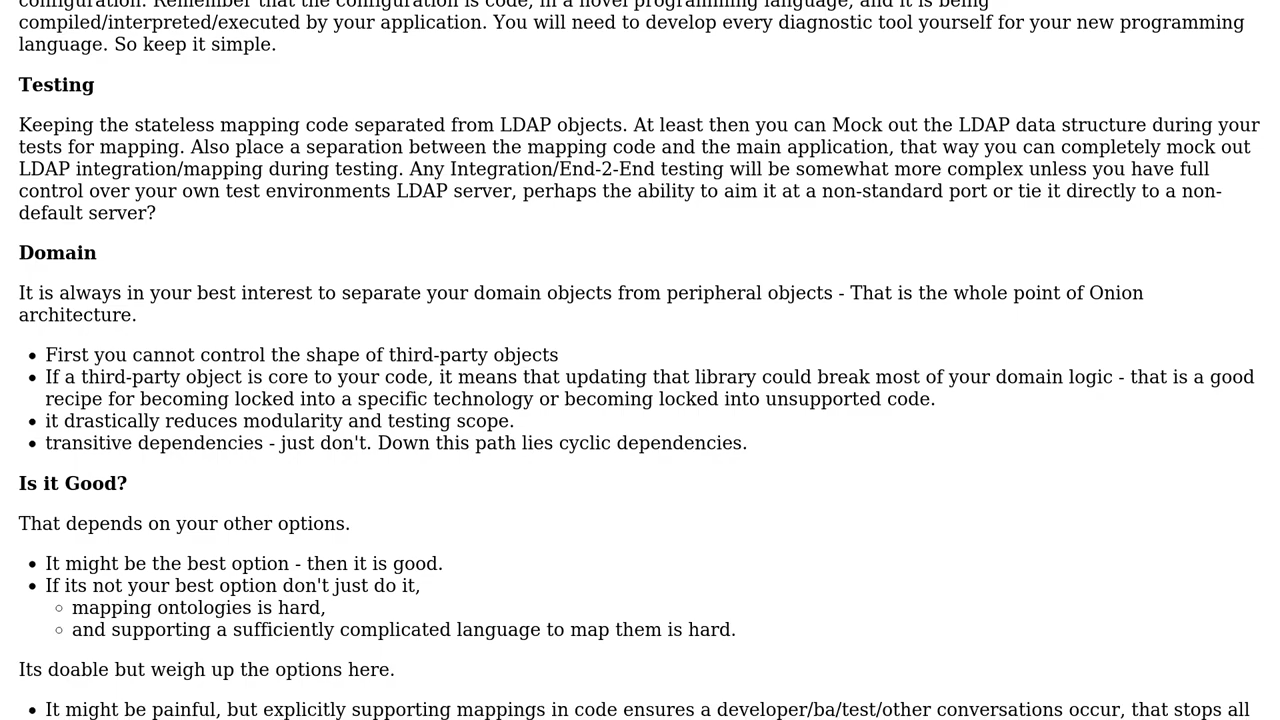 configuration. Remember that the configuration is code, in a novel programming language, and it is being
compiled/interpreted/executed by your application. You will need to develop every diagnostic tool yourself for your new programming
language. So keep it simple.
Testing
Keeping the stateless mapping code separated from LDAP objects. At least then you can Mock out the LDAP data structure during your
tests for mapping. Also place a separation between the mapping code and the main application, that way you can completely mock out
LDAP integration/mapping during testing. Any Integration/End-2-End testing will be somewhat more complex unless you have full
control over your own test environments LDAP server, perhaps the ability to aim it at a non-standard port or tie it directly to a non-
default server?
Domain
It is always in your best interest to separate your domain objects from peripheral objects - That is the whole point of Onion
architecture.
• First you cannot control the shape of third-party objects
• If a third-party object is core to your code, it means that updating that library could break most of your domain logic - that is a good
recipe for becoming locked into a specific technology or becoming locked into unsupported code.
• it drastically reduces modularity and testing scope.
• transitive dependencies - just don't. Down this path lies cyclic dependencies.
Is it Good?
That depends on your other options.
• It might be the best option - then it is good.
• If its not your best option don't just do it,
◦ mapping ontologies is hard,
◦ and supporting a sufficiently complicated language to map them is hard.
Its doable but weigh up the options here.
• It might be painful, but explicitly supporting mappings in code ensures a developer/ba/test/other conversations occur, that stops all